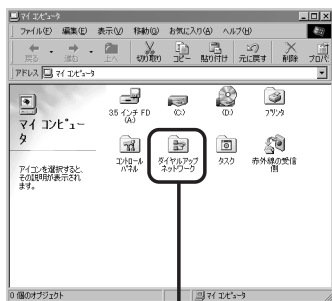 マイ コンピュータ
ファイル(F) 編集(E) 表示(V) 移動(G) お気に入り(A) ヘルプ(H)
戻る 進む 上へ 切り取り コピー 貼り付け 元に戻す 削除 プロパ
アドレス マイ コンピュータ
マイ コンピュー
タ
アイコンを選択すると、
その説明が表示され
ます。
3.5 インチ FD
(A:)
(C:)
(D:)
プリンタ
コントロール
パネル
ダイヤルアップ
ネットワーク
タスク
赤外線の受信
側
0 個のオブジェクト
マイ コンピュータ